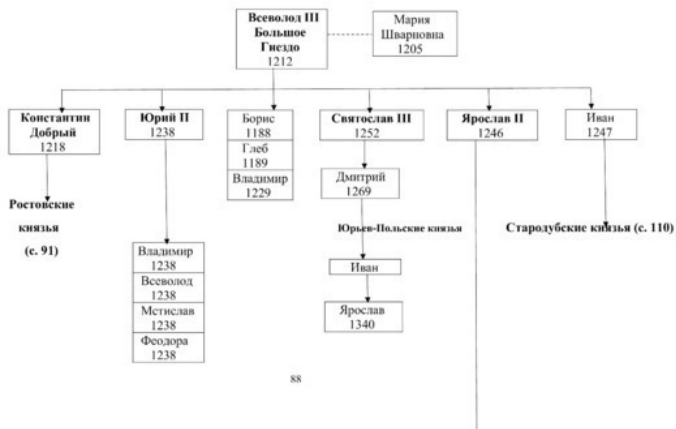 Всеволод III
Большое
Гнездо
1212
Мария
Шварновна
1205
Константин
Добрый
1218
Юрий II
1238
Борис
1188
Глеб
1189
Владимир
1229
Святослав III
1252
Ярослав II
1246
Иван
1247
Ростовские
князья
(с. 91)
Дмитрий
1269
Юрьев-Польские князья
Стародубские князья (с. 110)
Владимир
1238
Всеволод
1238
Мстислав
1238
Феодора
1238
Иван
Ярослав
1340
88